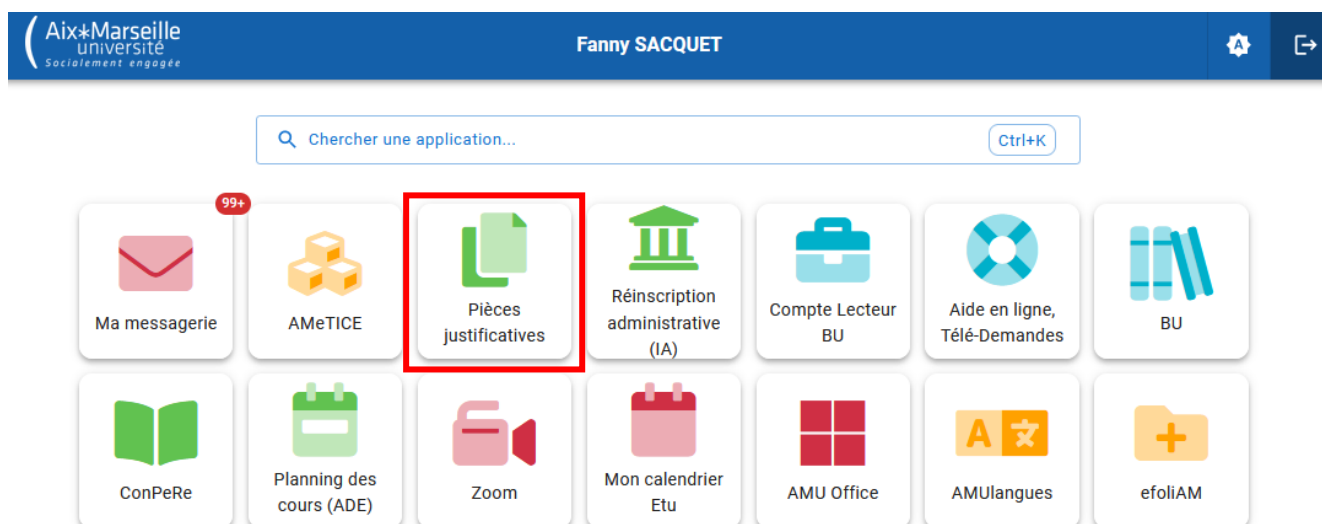 Aix*Marseille
université
Socialement engagée
Fanny SACQUET
A
Chercher une application...
Ctrl+K
99+
Ma messagerie
AMeTICE
Pièces
justificatives
Réinscription
administrative
(IA)
Compte Lecteur
BU
Aide en ligne,
Télé-Demandes
BU
ConPeRe
Planning des
cours (ADE)
Zoom
Mon calendrier
Etu
AMU Office
A 文
AMUlangues
efoliAM